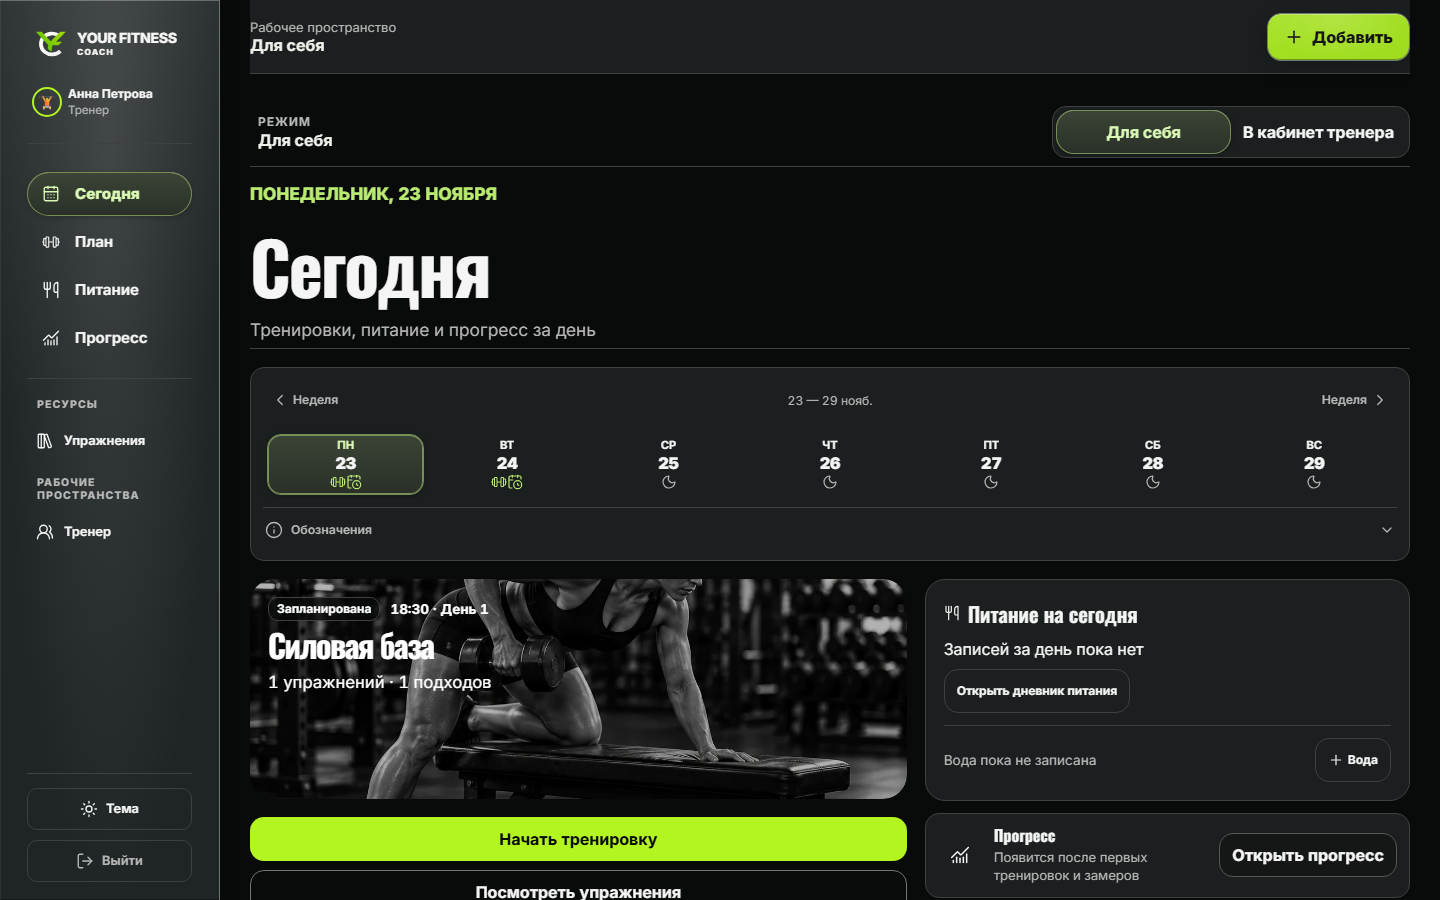 YOUR FITNESS
COACH
Анна Петрова
Тренер
Сегодня
План
Питание
Прогресс
РЕСУРСЫ
Упражнения
РАБОЧИЕ
ПРОСТРАНСТВА
Тренер
Тема
Выйти
Рабочее пространство
Для себя
Добавить
РЕЖИМ
Для себя
Для себя
В кабинет тренера
ПОНЕДЕЛЬНИК, 23 НОЯБРЯ
Сегодня
Тренировки, питание и прогресс за день
Неделя
23 — 29 нояб.
Неделя
ПН
23
ВТ
24
СР
25
ЧТ
26
ПТ
27
СБ
28
ВС
29
Обозначения
Запланирована
18:30 · День 1
Силовая база
1 упражнений · 1 подходов
Начать тренировку
Посмотреть упражнения
Питание на сегодня
Записей за день пока нет
Открыть дневник питания
Вода пока не записана
Вода
Прогресс
Появится после первых
тренировок и замеров
Открыть прогресс